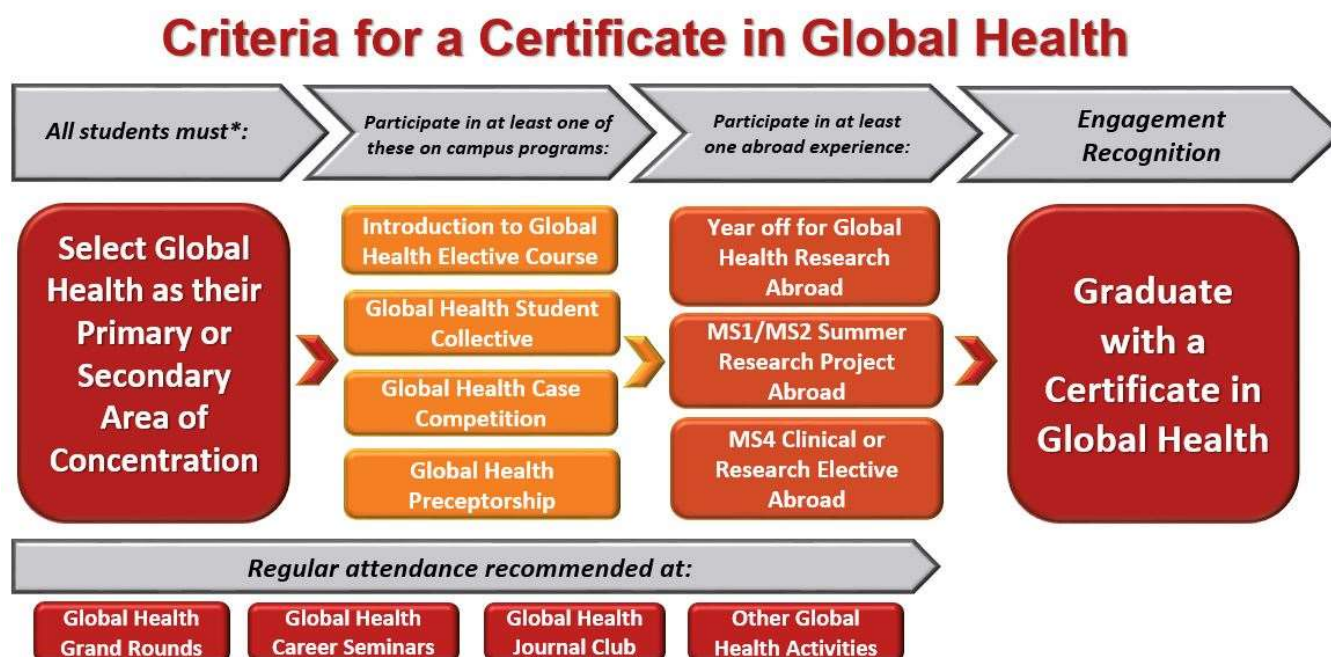 Criteria for a Certificate in Global Health
All students must*:
Participate in at least one of
these on campus programs:
Participate in at least
one abroad experience:
Engagement
Recognition
Select Global
Health as their
Primary or
Secondary
Area of
Concentration
Introduction to Global
Health Elective Course
Global Health Student
Collective
Global Health Case
Competition
Global Health
Preceptorship
Year off for Global
Health Research
Abroad
MS1/MS2 Summer
Research Project
Abroad
MS4 Clinical or
Research Elective
Abroad
Graduate
with a
Certificate in
Global Health
Regular attendance recommended at:
Global Health
Grand Rounds
Global Health
Career Seminars
Global Health
Journal Club
Other Global
Health Activities